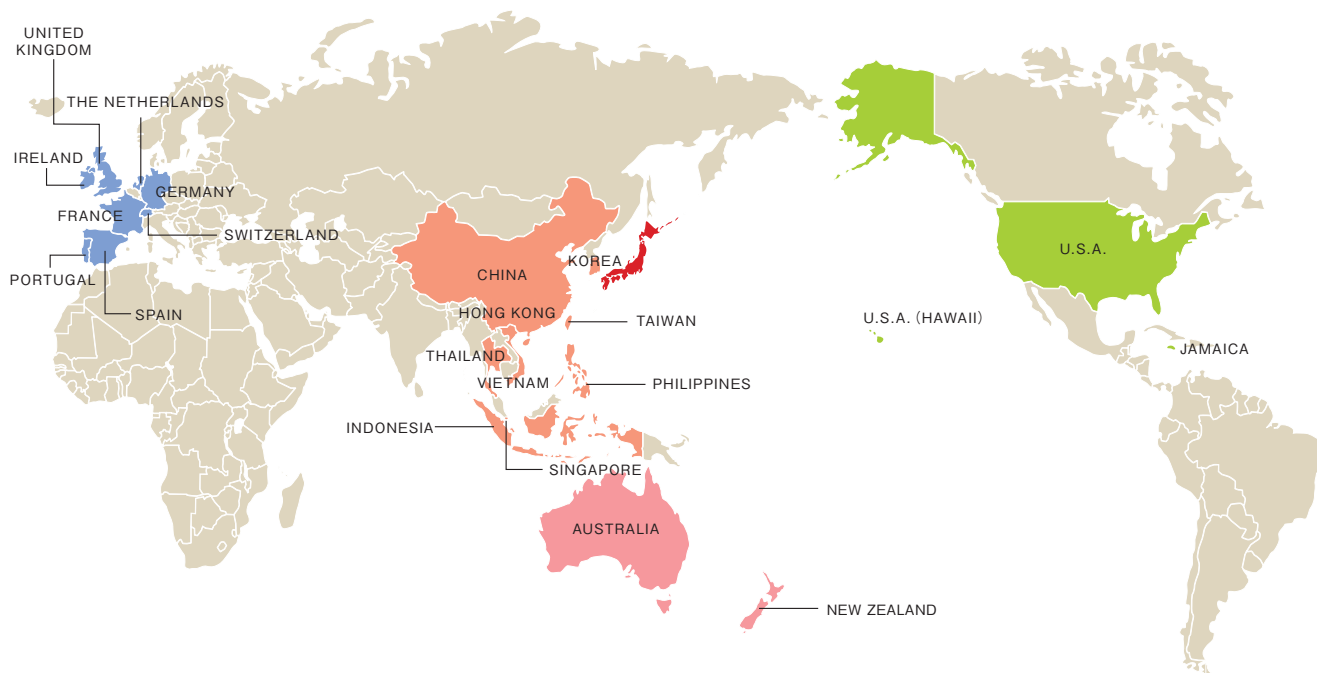 UNITED
KINGDOM
THE NETHERLANDS
IRELAND
GERMANY
FRANCE
SWITZERLAND
PORTUGAL
SPAIN
KOREA
CHINA
HONG KONG
TAIWAN
THAILAND
VIETNAM
PHILIPPINES
INDONESIA
SINGAPORE
AUSTRALIA
NEW ZEALAND
U.S.A.
U.S.A. (HAWAII)
JAMAICA